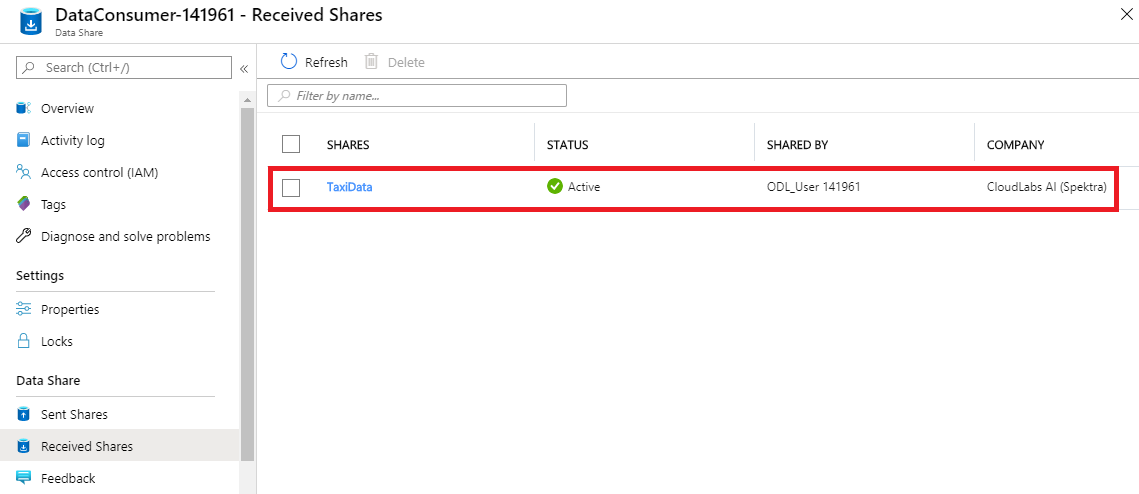 DataConsumer-141961 - Received Shares
Data Share
Search (Ctrl+/)
«
Overview
Activity log
Access control (IAM)
Tags
Diagnose and solve problems
Settings
Properties
Locks
Data Share
Sent Shares
Received Shares
Feedback
Refresh
Delete
Filter by name...
SHARES STATUS SHARED BY COMPANY
TaxiData Active ODL_User 141961 CloudLabs AI (Spektra)